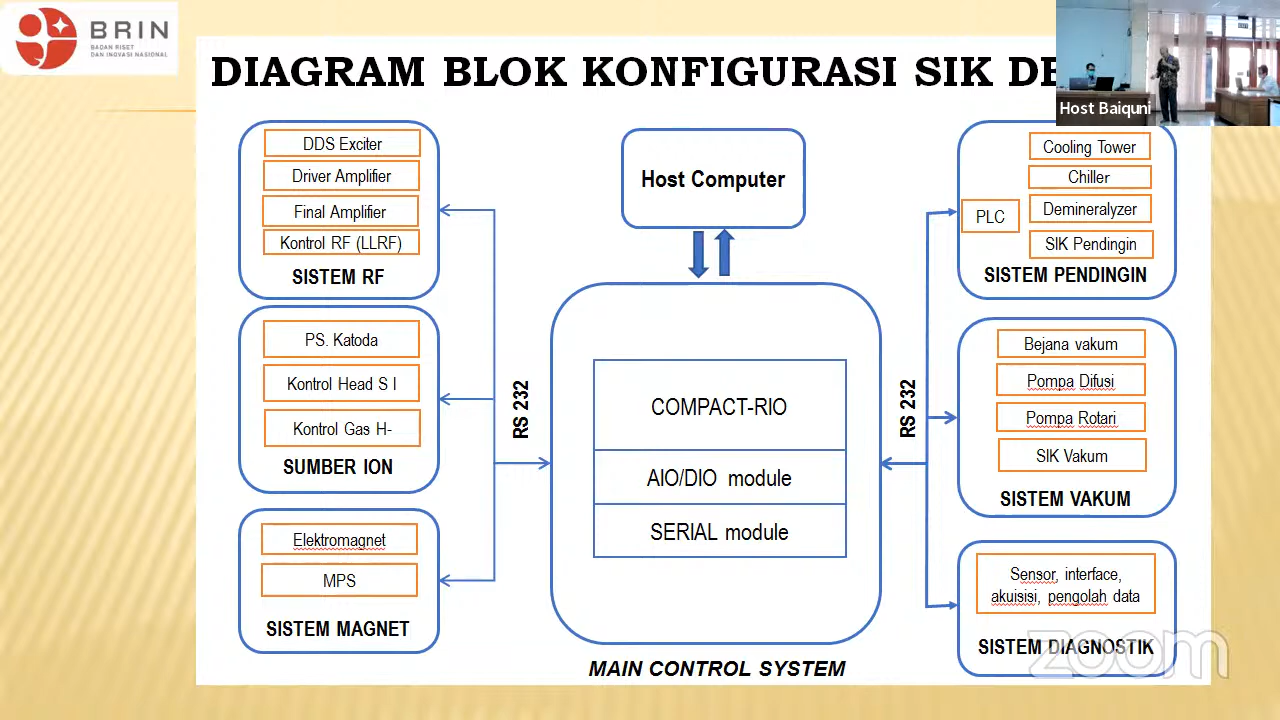 BRIN
BADAN RISET
DAN INOVASI NASIONAL
DIAGRAM BLOK KONFIGURASI SIK
Host Baiquni
DDS Exciter
Driver Amplifier
Final Amplifier
Kontrol RF (LLRF)
SISTEM RF
PS. Katoda
Kontrol Head S I
Kontrol Gas H-
SUMBER ION
Elektromagnet
MPS
SISTEM MAGNET
RS 232
Host Computer
COMPACT-RIO
AIO/DIO module
SERIAL module
MAIN CONTROL SYSTEM
RS 232
Cooling Tower
Chiller
PLC
Demineralyzer
SIK Pendingin
SISTEM PENDINGIN
Bejana vakum
Pompa Difusi
Pompa Rotari
SIK Vakum
SISTEM VAKUM
Sensor, interface,
akuisisi, pengolah data
SISTEM DIAGNOSTIK
zoom